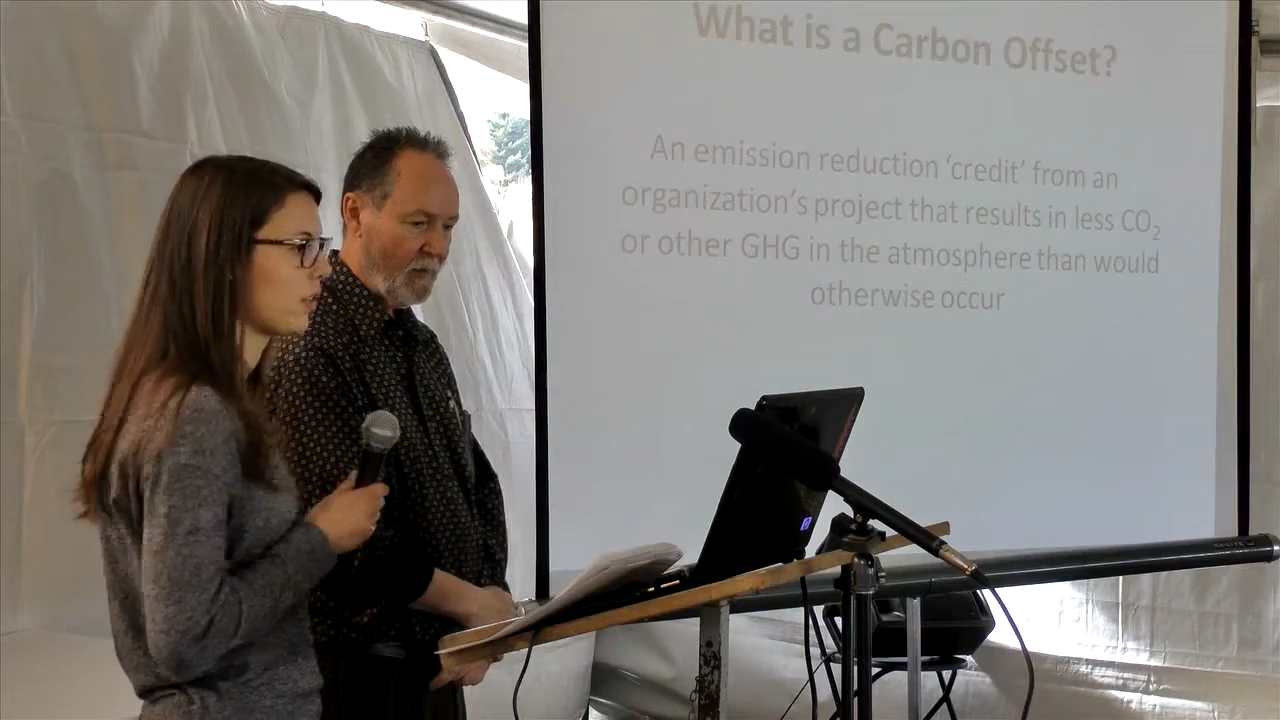 What is a Carbon Offset?
An emission reduction ‘credit’ from an
organization’s project that results in less CO₂
or other GHG in the atmosphere than would
otherwise occur